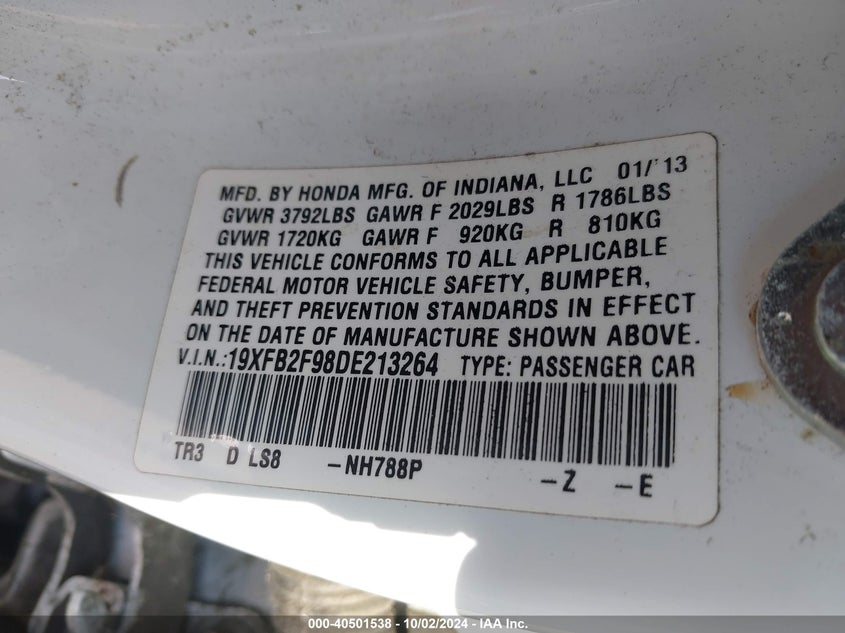 MFD. BY HONDA MFG. OF INDIANA, LLC 01/'13
GVWR 3792LBS GAWR F 2029LBS R 1786LBS
GVWR 1720KG GAWR F 920KG R 810KG
THIS VEHICLE CONFORMS TO ALL APPLICABLE
FEDERAL MOTOR VEHICLE SAFETY, BUMPER,
AND THEFT PREVENTION STANDARDS IN EFFECT
ON THE DATE OF MANUFACTURE SHOWN ABOVE.
V.I.N.:19XFB2F98DE213264 TYPE: PASSENGER CAR
TR3 D LS8 -NH788P -Z -E
000-40501538 - 10/02/2024 - IAA Inc.